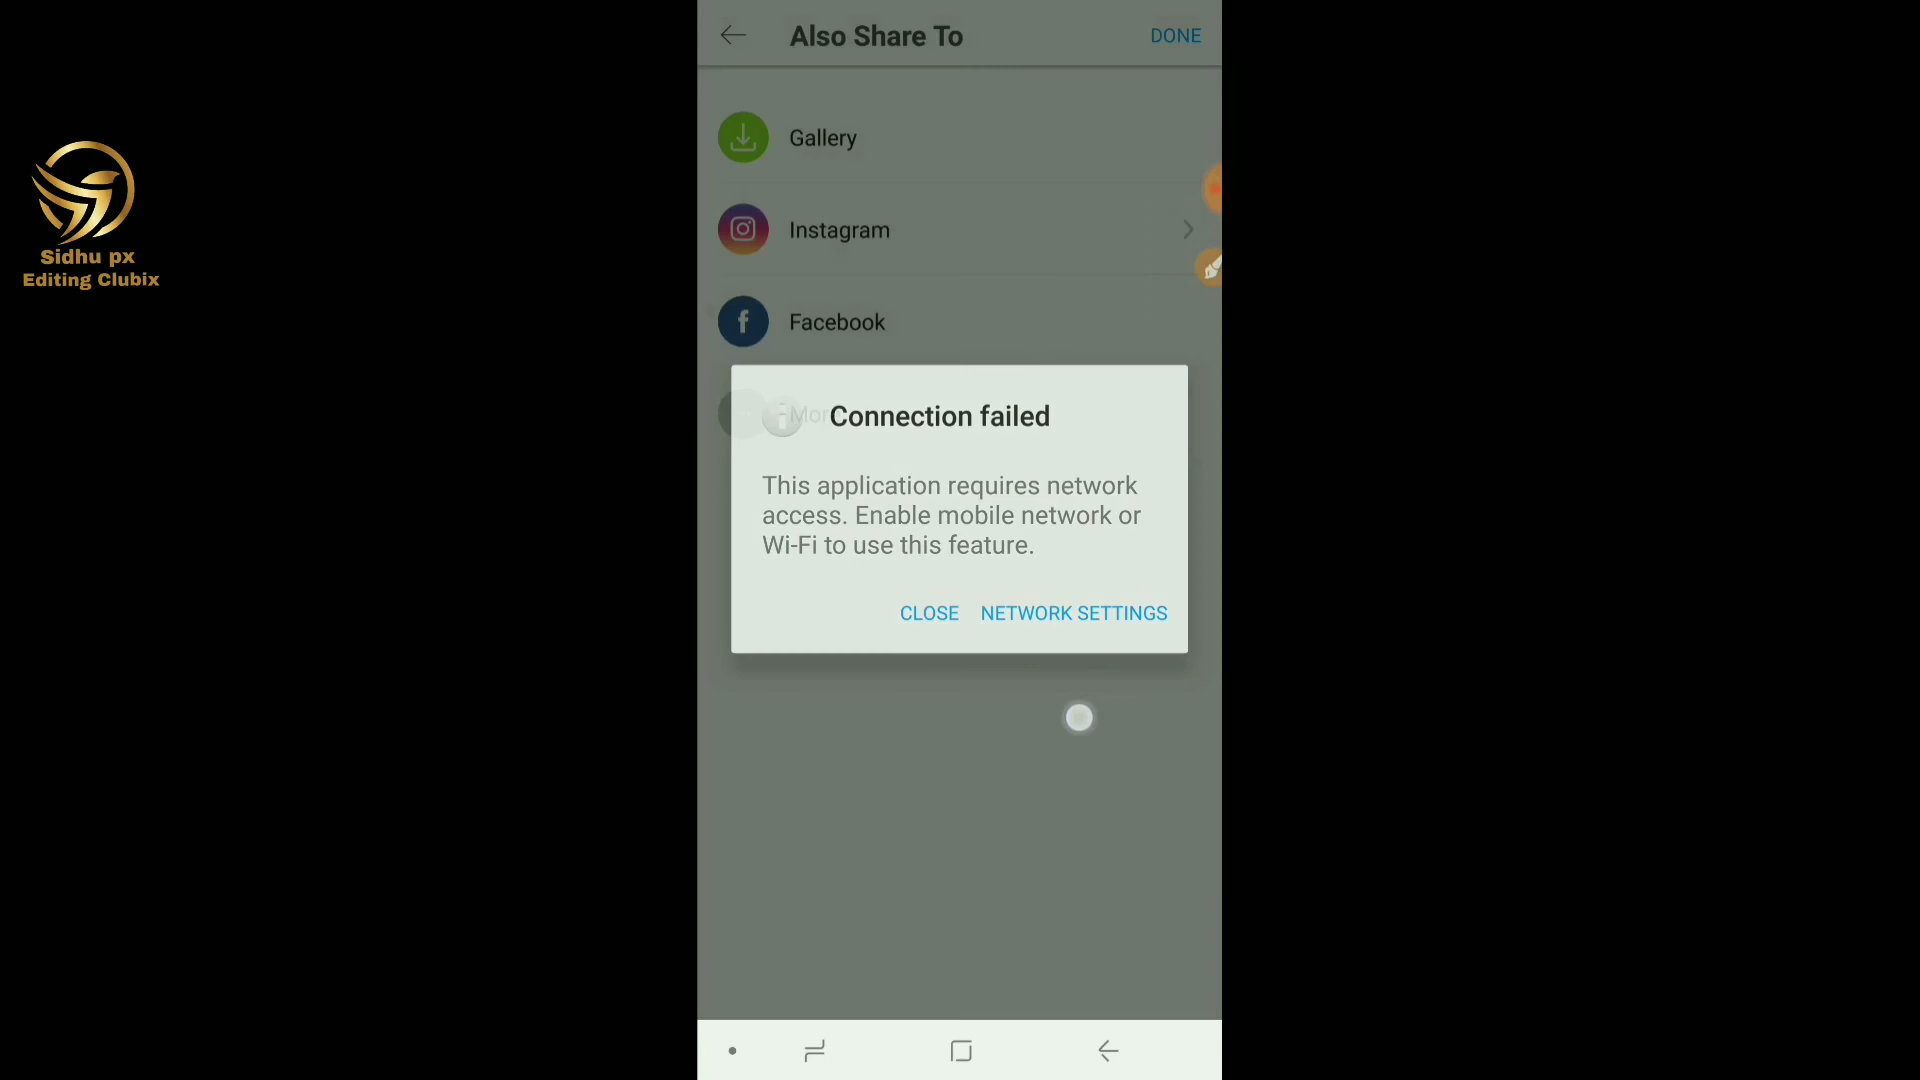 Also Share To
DONE
Gallery
Instagram
Facebook
More
Connection failed
This application requires network
access. Enable mobile network or
Wi-Fi to use this feature.
CLOSE NETWORK SETTINGS
Sidhu px
Editing Clubix